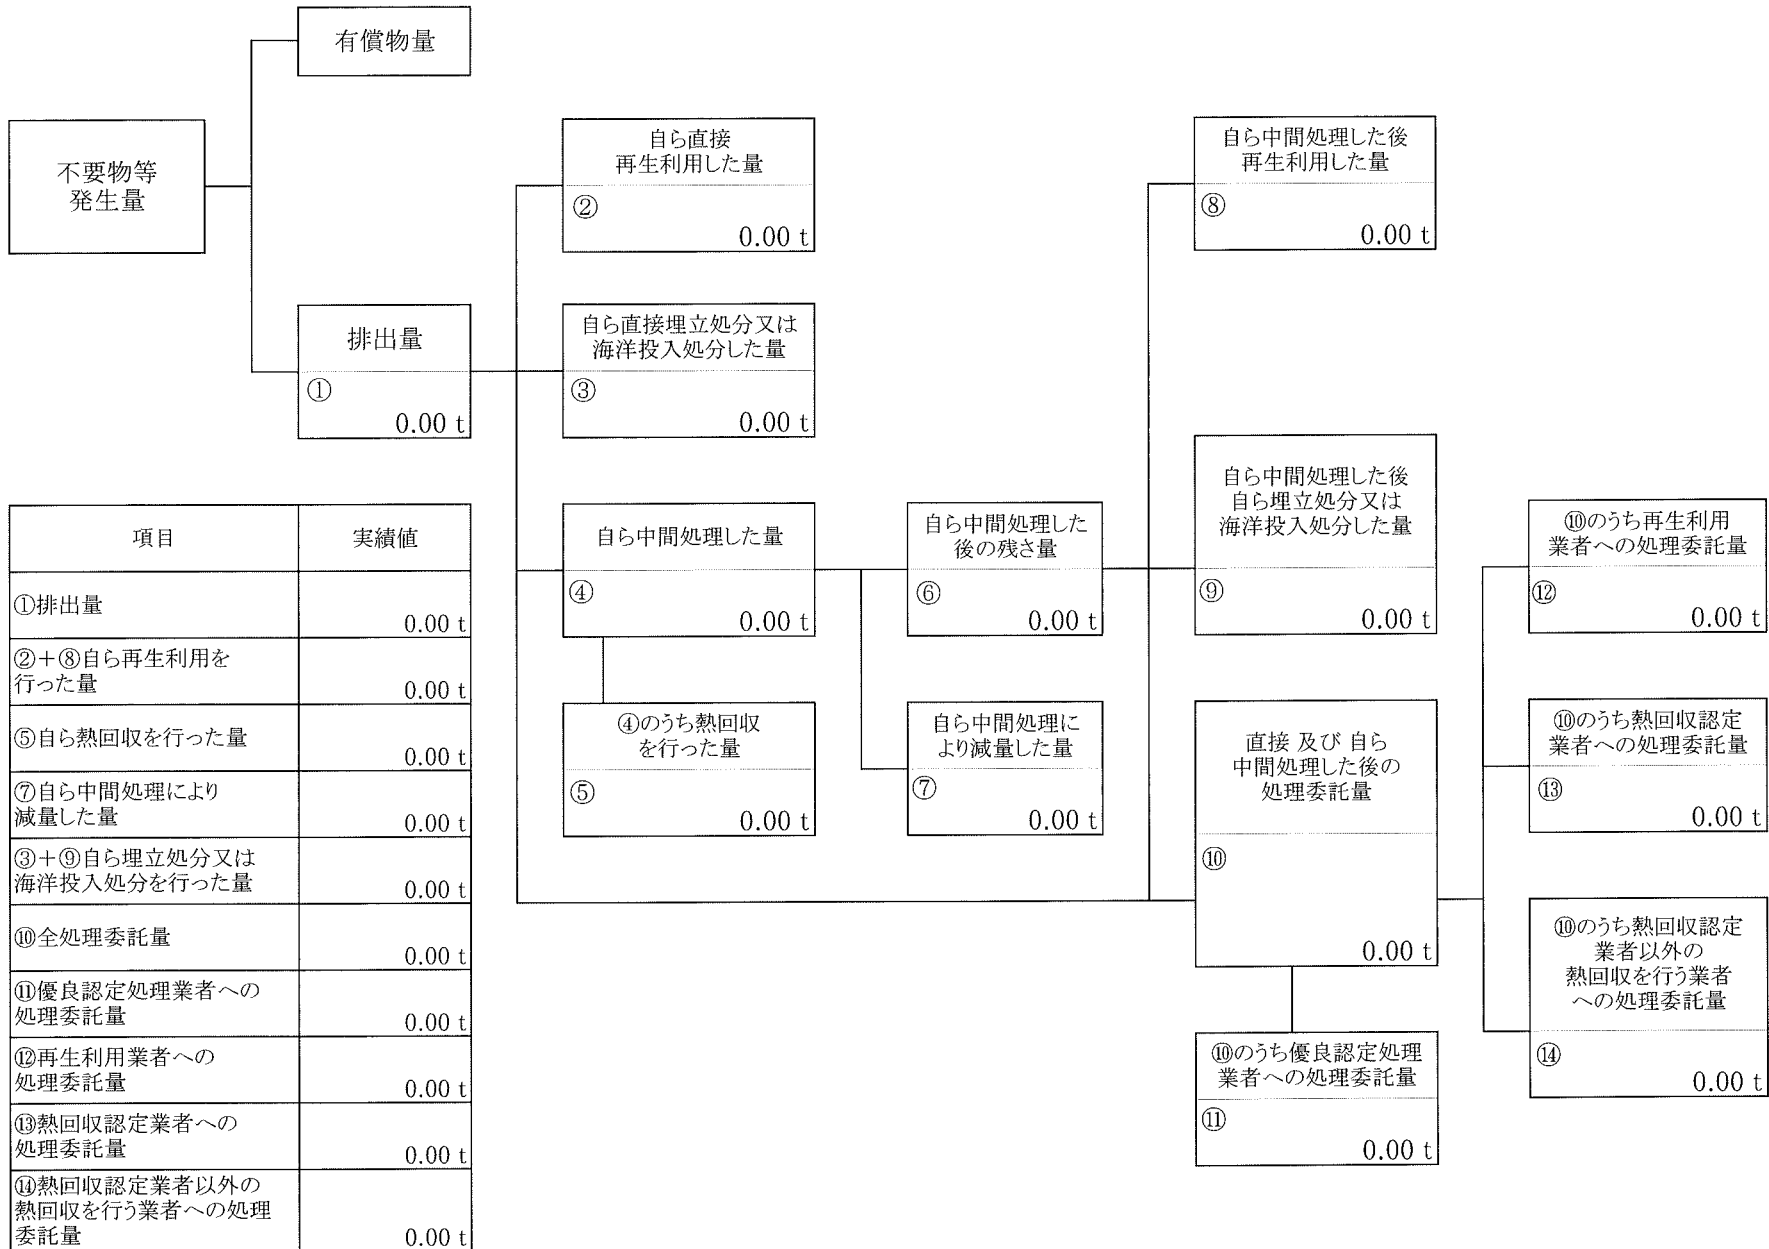 有償物量
不要物等
発生量
排出量
①
0.00 t
自ら直接
再生利用した量
②
0.00 t
自ら直接埋立処分又は
海洋投入処分した量
③
0.00 t
自ら中間処理した量
④
0.00 t
④のうち熱回収
を行った量
⑤
0.00 t
自ら中間処理した
後の残さ量
⑥
0.00 t
自ら中間処理に
より減量した量
⑦
0.00 t
自ら中間処理した後
再生利用した量
⑧
0.00 t
自ら中間処理した後
自ら埋立処分又は
海洋投入処分した量
⑨
0.00 t
直接 及び 自ら
中間処理した後の
処理委託量
⑩
0.00 t
⑩のうち優良認定処理
業者への処理委託量
⑪
0.00 t
⑩のうち再生利用
業者への処理委託量
⑫
0.00 t
⑩のうち熱回収認定
業者への処理委託量
⑬
0.00 t
⑩のうち熱回収認定
業者以外の
熱回収を行う業者
への処理委託量
⑭
0.00 t
項目 実績値
①排出量
0.00 t
②+⑧自ら再生利用を
行った量
0.00 t
⑤自ら熱回収を行った量
0.00 t
⑦自ら中間処理により
減量した量
0.00 t
③+⑨自ら埋立処分又は
海洋投入処分を行った量
0.00 t
⑩全処理委託量
0.00 t
⑪優良認定処理業者への
処理委託量
0.00 t
⑫再生利用業者への
処理委託量
0.00 t
⑬熱回収認定業者への
処理委託量
0.00 t
⑭熱回収認定業者以外の
熱回収を行う業者への処理
委託量
0.00 t